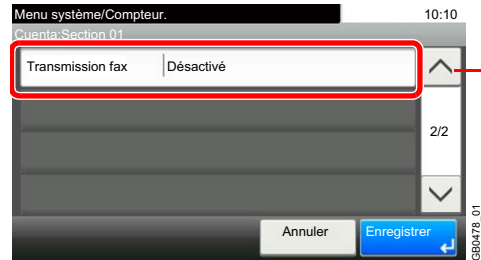 Menu système/Compteur.
10:10
Cuenta:Section 01
Transmission fax
Désactivé
2/2
Annuler
Enregistrer
GB0478_01